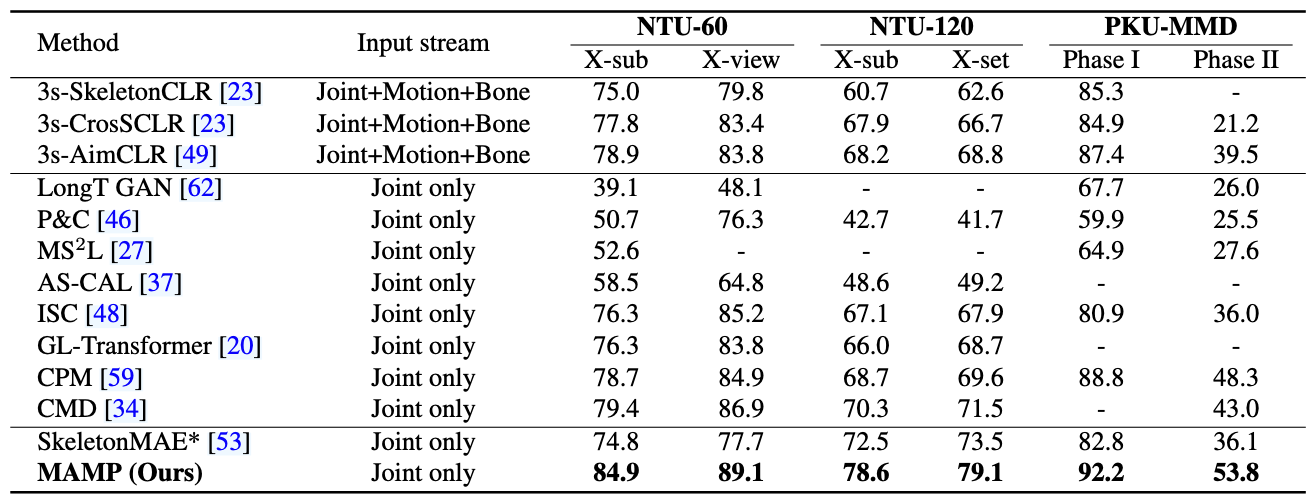 Method Input stream NTU-60 NTU-120 PKU-MMD
X-sub X-view X-sub X-set Phase I Phase II
3s-SkeletonCLR [23] Joint+Motion+Bone 75.0 79.8 60.7 62.6 85.3 -
3s-CrosSCLR [23] Joint+Motion+Bone 77.8 83.4 67.9 66.7 84.9 21.2
3s-AimCLR [49] Joint+Motion+Bone 78.9 83.8 68.2 68.8 87.4 39.5
LongT GAN [62] Joint only 39.1 48.1 - - 67.7 26.0
P&C [46] Joint only 50.7 76.3 42.7 41.7 59.9 25.5
MS²L [27] Joint only 52.6 - - - 64.9 27.6
AS-CAL [37] Joint only 58.5 64.8 48.6 49.2 - -
ISC [48] Joint only 76.3 85.2 67.1 67.9 80.9 36.0
GL-Transformer [20] Joint only 76.3 83.8 66.0 68.7 - -
CPM [59] Joint only 78.7 84.9 68.7 69.6 88.8 48.3
CMD [34] Joint only 79.4 86.9 70.3 71.5 - 43.0
SkeletonMAE* [53] Joint only 74.8 77.7 72.5 73.5 82.8 36.1
MAMP (Ours) Joint only 84.9 89.1 78.6 79.1 92.2 53.8